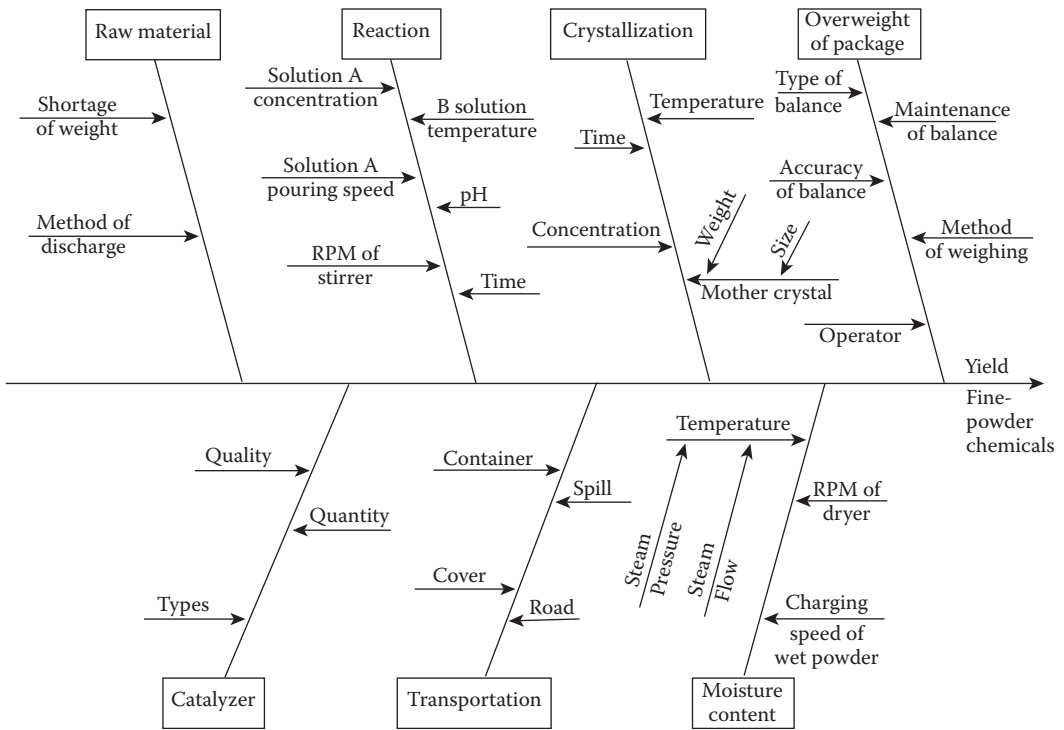 Raw material
Reaction
Crystallization
Overweight
of package
Shortage
of weight
Method of
discharge
Solution A
concentration
B solution
temperature
Solution A
pouring speed
pH
RPM of
stirrer
Time
Temperature
Time
Concentration
Weight
Size
Mother crystal
Type of
balance
Maintenance
of balance
Accuracy
of balance
Method
of weighing
Operator
Yield
Fine-
powder
chemicals
Quality
Quantity
Types
Catalyzer
Container
Spill
Cover
Road
Transportation
Temperature
Steam
Pressure
Steam
Flow
RPM of
dryer
Charging
speed of
wet powder
Moisture
content